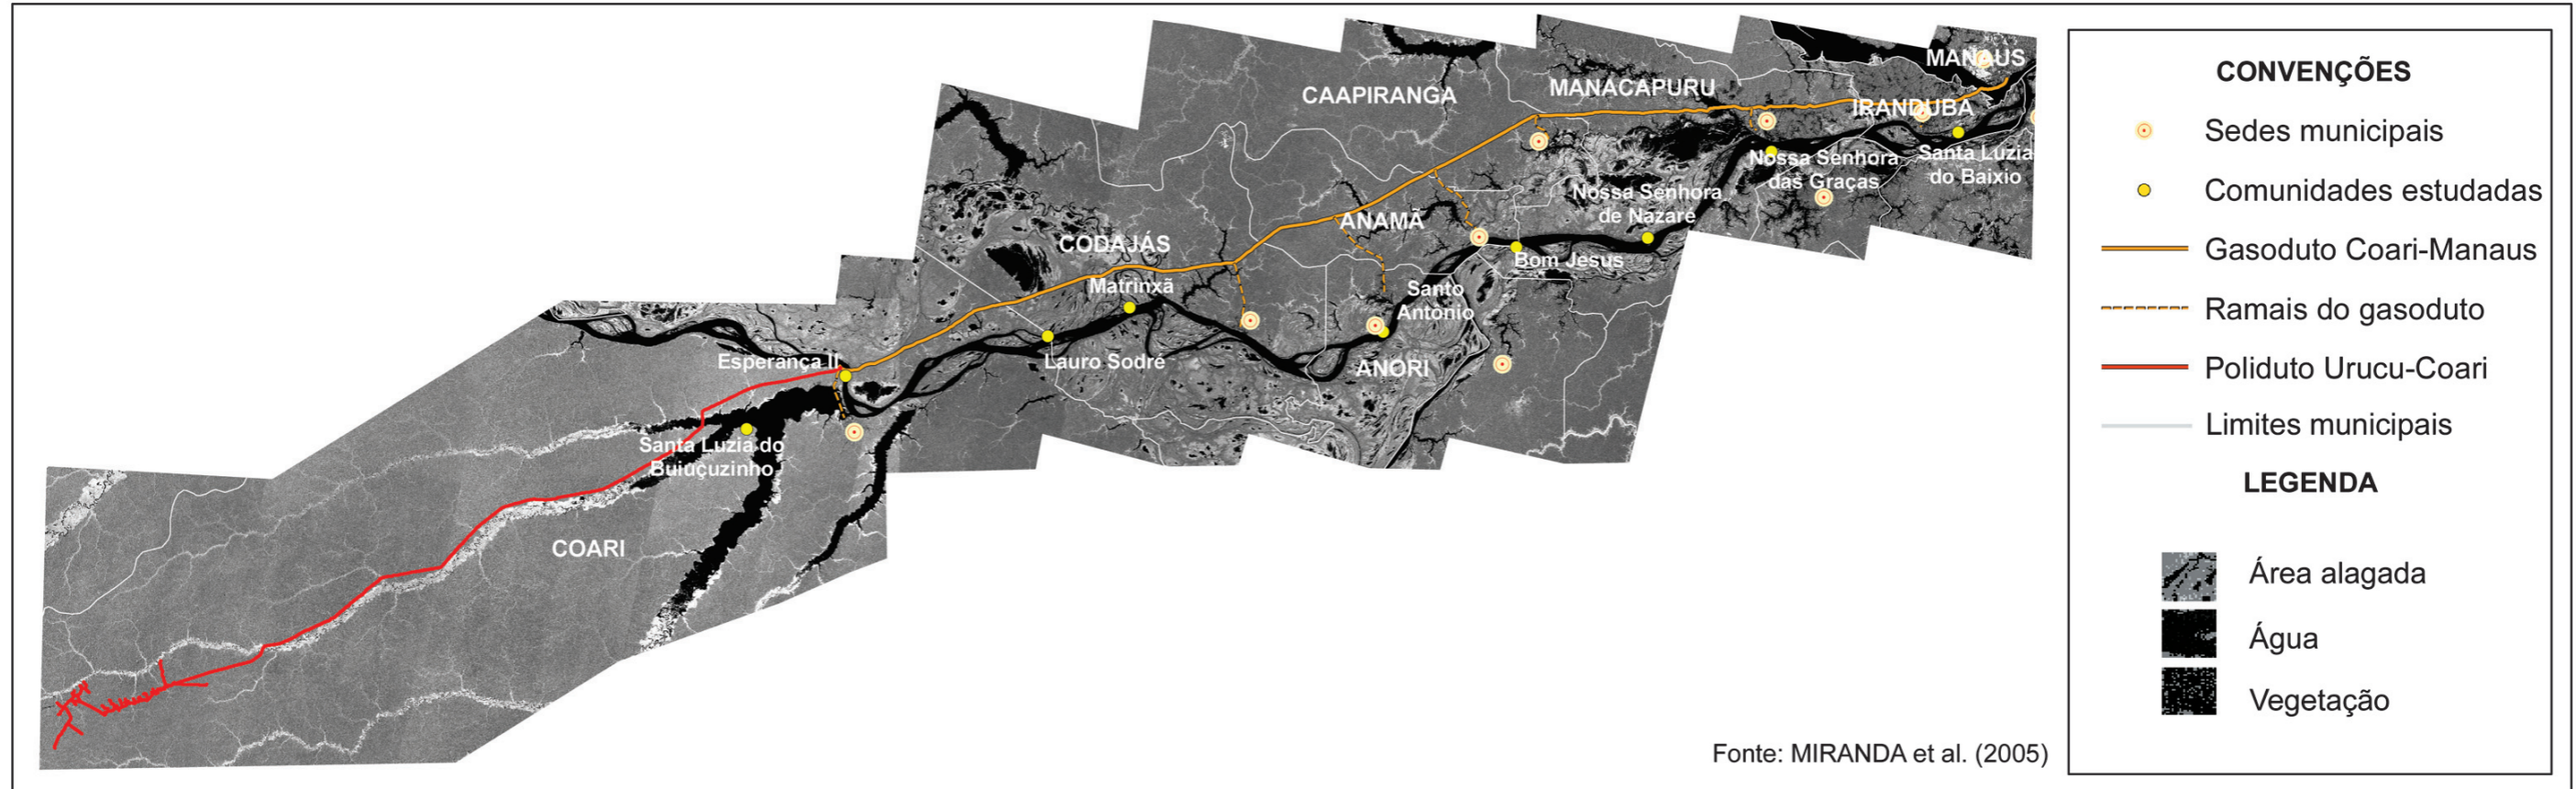 MANAUS
CAAPIRANGA
MANACAPURU
IRANDUBA
Nossa Senhora
das Graças
Santa Luzia
do Baixio
Nossa Senhora
de Nazaré
ANAMÃ
CODAJÁS
Bom Jesus
Matrinxã
Santo
Antônio
Esperança II
Lauro Sodré
ANORI
Santa Luzia do
Buiuçuzinho
COARI
Fonte: MIRANDA et al. (2005)
CONVENÇÕES
Sedes municipais
Comunidades estudadas
Gasoduto Coari-Manaus
Ramais do gasoduto
Poliduto Urucu-Coari
Limites municipais
LEGENDA
Área alagada
Água
Vegetação